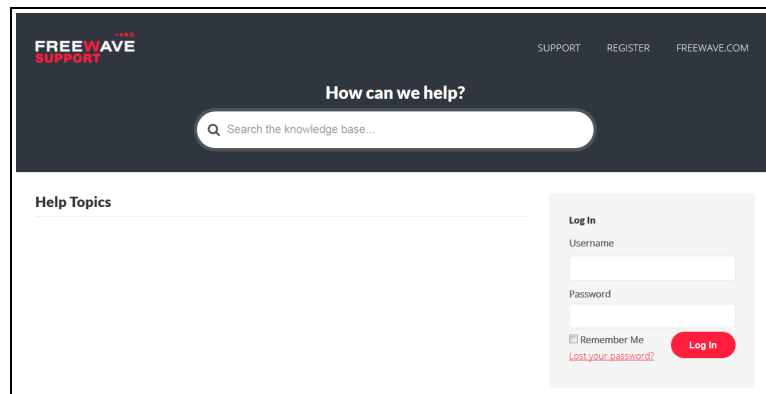 FREEWAVE
SUPPORT
SUPPORT REGISTER FREEWAVE.COM
How can we help?
Search the knowledge base...
Help Topics
Log In
Username
Password
Remember Me
Log In
Lost your password?